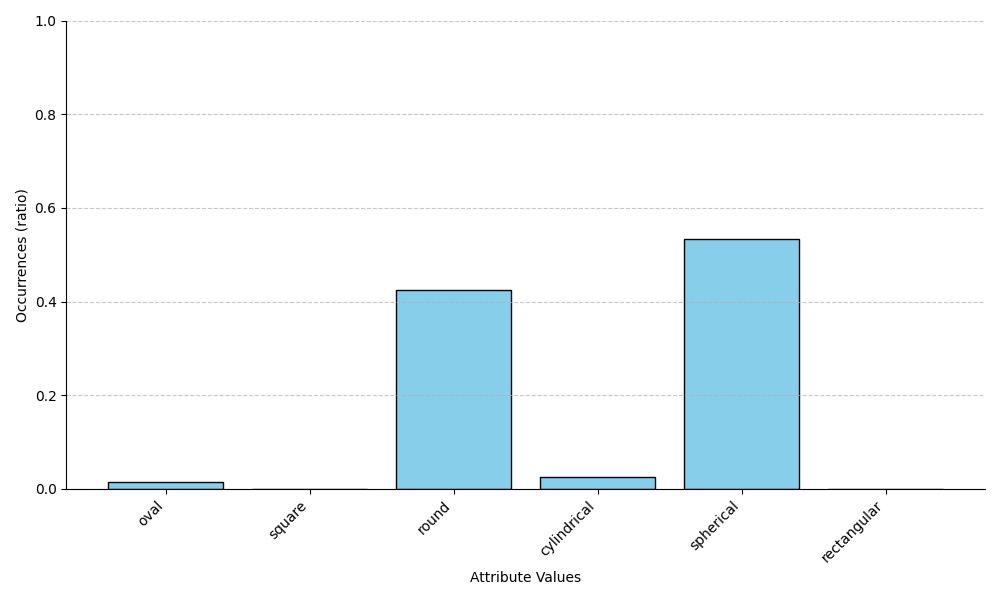 1.0
0.8
0.6
0.4
0.2
0.0
Occurrences (ratio)
oval
square
round
cylindrical
spherical
rectangular
Attribute Values